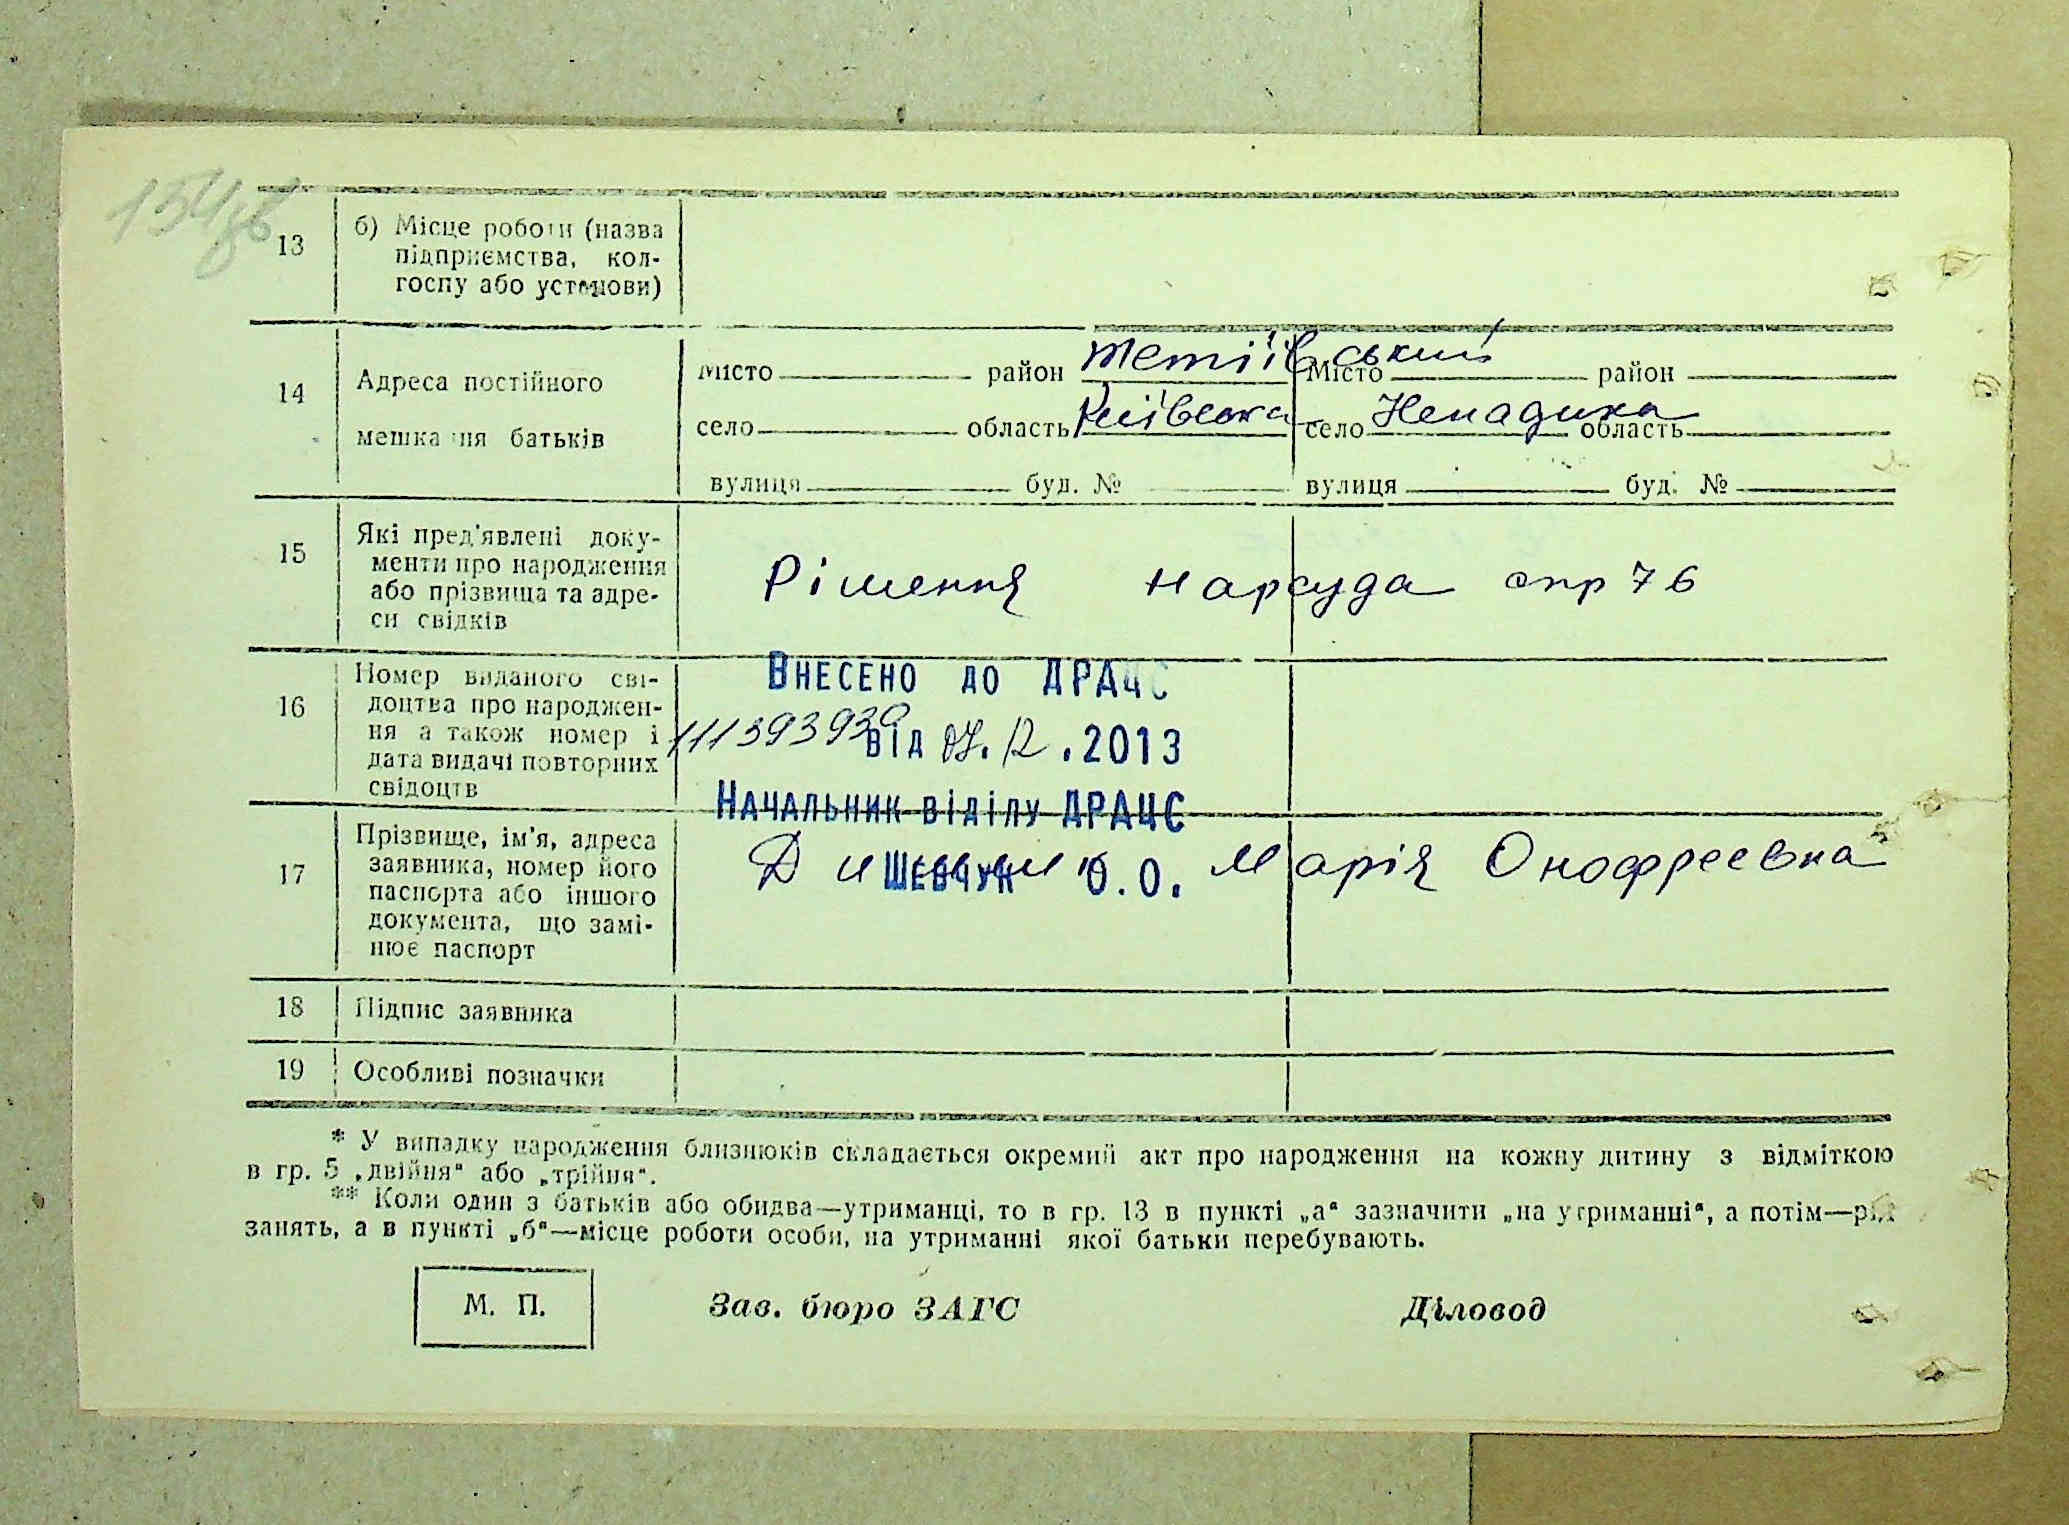 154зв
13
б) Місце роботи (назва
підприємства, кол-
госпу або установи)
14
Адреса постійного
мешкання батьків
місто район Тетіївський місто район
село область Київська село Ненадиха область
вулиця буд. № вулиця буд. №
15
Які пред'явлені доку-
менти про народження
або прізвища та адре-
си свідків
Рішення нарсуда спр 76
16
Номер виданого сві-
доцтва про народжен-
ня а також номер і
дата видачі повторних
свідоцтв
Внесено до ДРАЦС
від 07.12.2013
Начальник відділу ДРАЦС
Шевчук О.О.
17
Прізвище, ім'я, адреса
заявника, номер його
паспорта або іншого
документа, що замі-
нює паспорт
Марія Онофреевна
18
Підпис заявника
19
Особливі позначки
* У випадку народження близнюків складається окремий акт про народження на кожну дитину з відміткою
в гр. 5 „двійня“ або „трійня“.
** Коли один з батьків або обидва—утриманці, то в гр. 13 в пункті „а“ зазначити „на утриманні“, а потім—рід
занять, а в пункті „б“—місце роботи особи, на утриманні якої батьки перебувають.
М. П. Зав. бюро ЗАГС Діловод